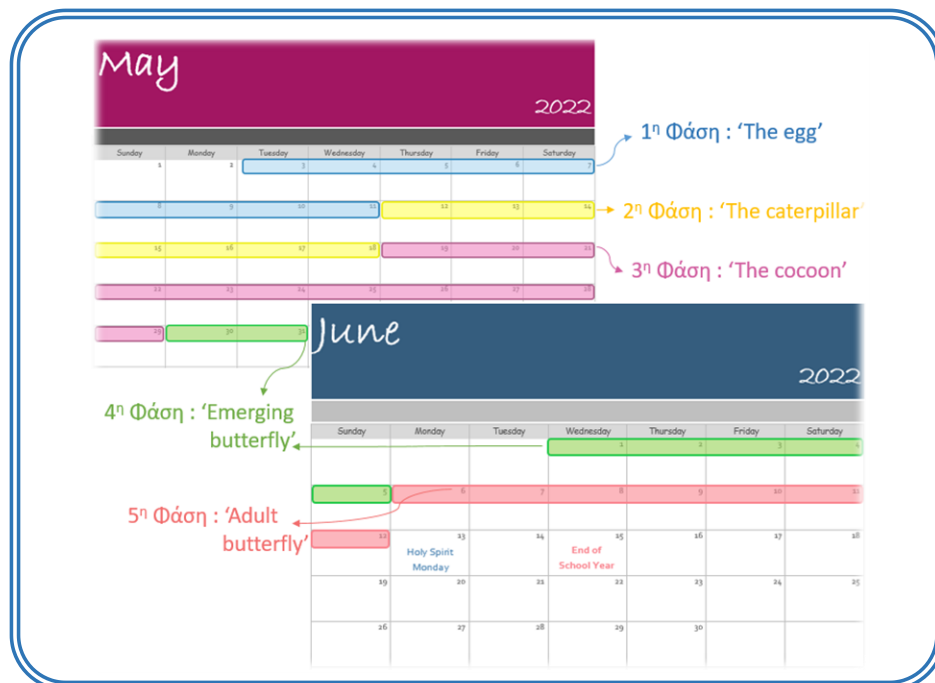 May
2022
Sunday Monday Tuesday Wednesday Thursday Friday Saturday
1 2 3 4 5 6 7
8 9 10 11 12 13 14
15 16 17 18 19 20 21
22 23 24 25 26 27 28
29 30 31
1η Φάση : ‘The egg’
2η Φάση : ‘The caterpillar’
3η Φάση : ‘The cocoon’
4η Φάση : ‘Emerging
butterfly’
5η Φάση : ‘Adult
butterfly’
June
2022
Sunday Monday Tuesday Wednesday Thursday Friday Saturday
1 2 3 4
5 6 7 8 9 10 11
12 13 14 15 16 17 18
Holy Spirit
Monday
End of
School Year
19 20 21 22 23 24 25
26 27 28 29 30